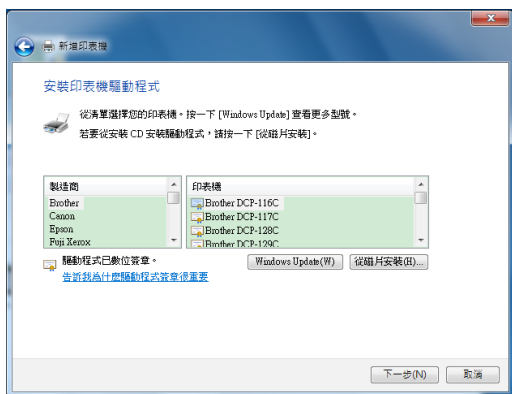 新增印表機
安裝印表機驅動程式
從清單選擇您的印表機。按一下 [Windows Update] 查看更多型號。
若要從安裝 CD 安裝驅動程式，請按一下 [從磁片安裝]。
製造商
Brother
Canon
Epson
Fuji Xerox
印表機
Brother DCP-116C
Brother DCP-117C
Brother DCP-128C
Brother DCP-129C
驅動程式已數位簽章。
告訴我為什麼驅動程式簽章很重要
Windows Update(W)
從磁片安裝(H)...
下一步(N)
取消